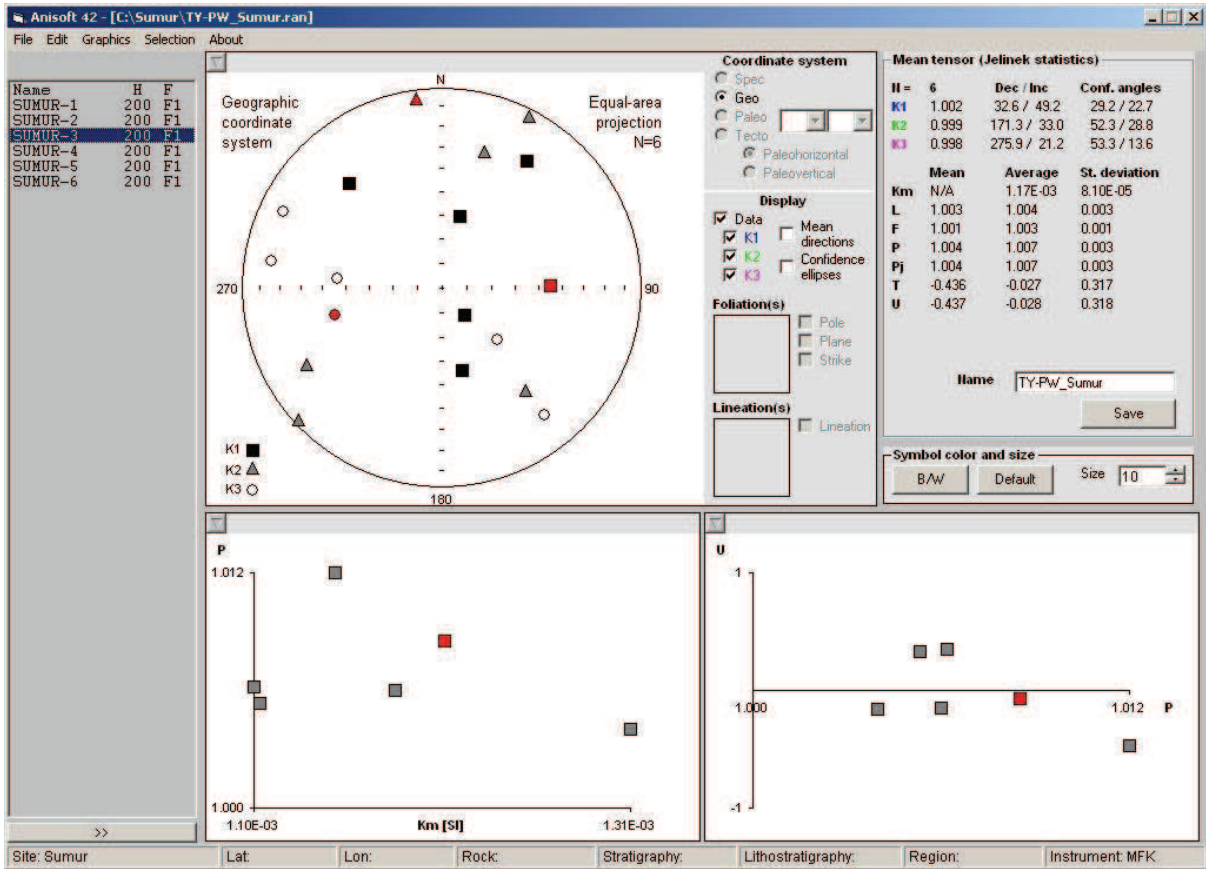 Anisoft 42 - [C:\Sumur\TY-PW_Sumur.ran]
File Edit Graphics Selection About
Name H F
SUMUR-1 200 F1
SUMUR-2 200 F1
SUMUR-3 200 F1
SUMUR-4 200 F1
SUMUR-5 200 F1
SUMUR-6 200 F1
>>
Geographic
coordinate
system
N
Equal-area
projection
N=6
270
90
180
K1
K2
K3
Coordinate system
Spec
Geo
Paleo
Tecto
Paleohorizontal
Paleovertical
Display
Data
K1
K2
K3
Mean
directions
Confidence
ellipses
Foliation(s)
Pole
Plane
Strike
Lineation(s)
Lineation
Mean tensor (Jelinek statistics)
N = 6 Dec / Inc Conf. angles
K1 1.002 32.6 / 49.2 29.2 / 22.7
K2 0.999 171.3 / 33.0 52.3 / 28.8
K3 0.998 275.9 / 21.2 53.3 / 13.6
Mean Average St. deviation
Km N/A 1.17E-03 8.10E-05
L 1.003 1.004 0.003
F 1.001 1.003 0.001
P 1.004 1.007 0.003
Pj 1.004 1.007 0.003
T -0.436 -0.027 0.317
U -0.437 -0.028 0.318
Name TY-PW_Sumur
Save
Symbol color and size
B/W Default Size 10
P
1.012
1.000
1.10E-03 Km [SI] 1.31E-03
U
1
1.000 1.012 P
-1
Site: Sumur Lat: Lon: Rock: Stratigraphy: Lithostratigraphy: Region: Instrument: MFK